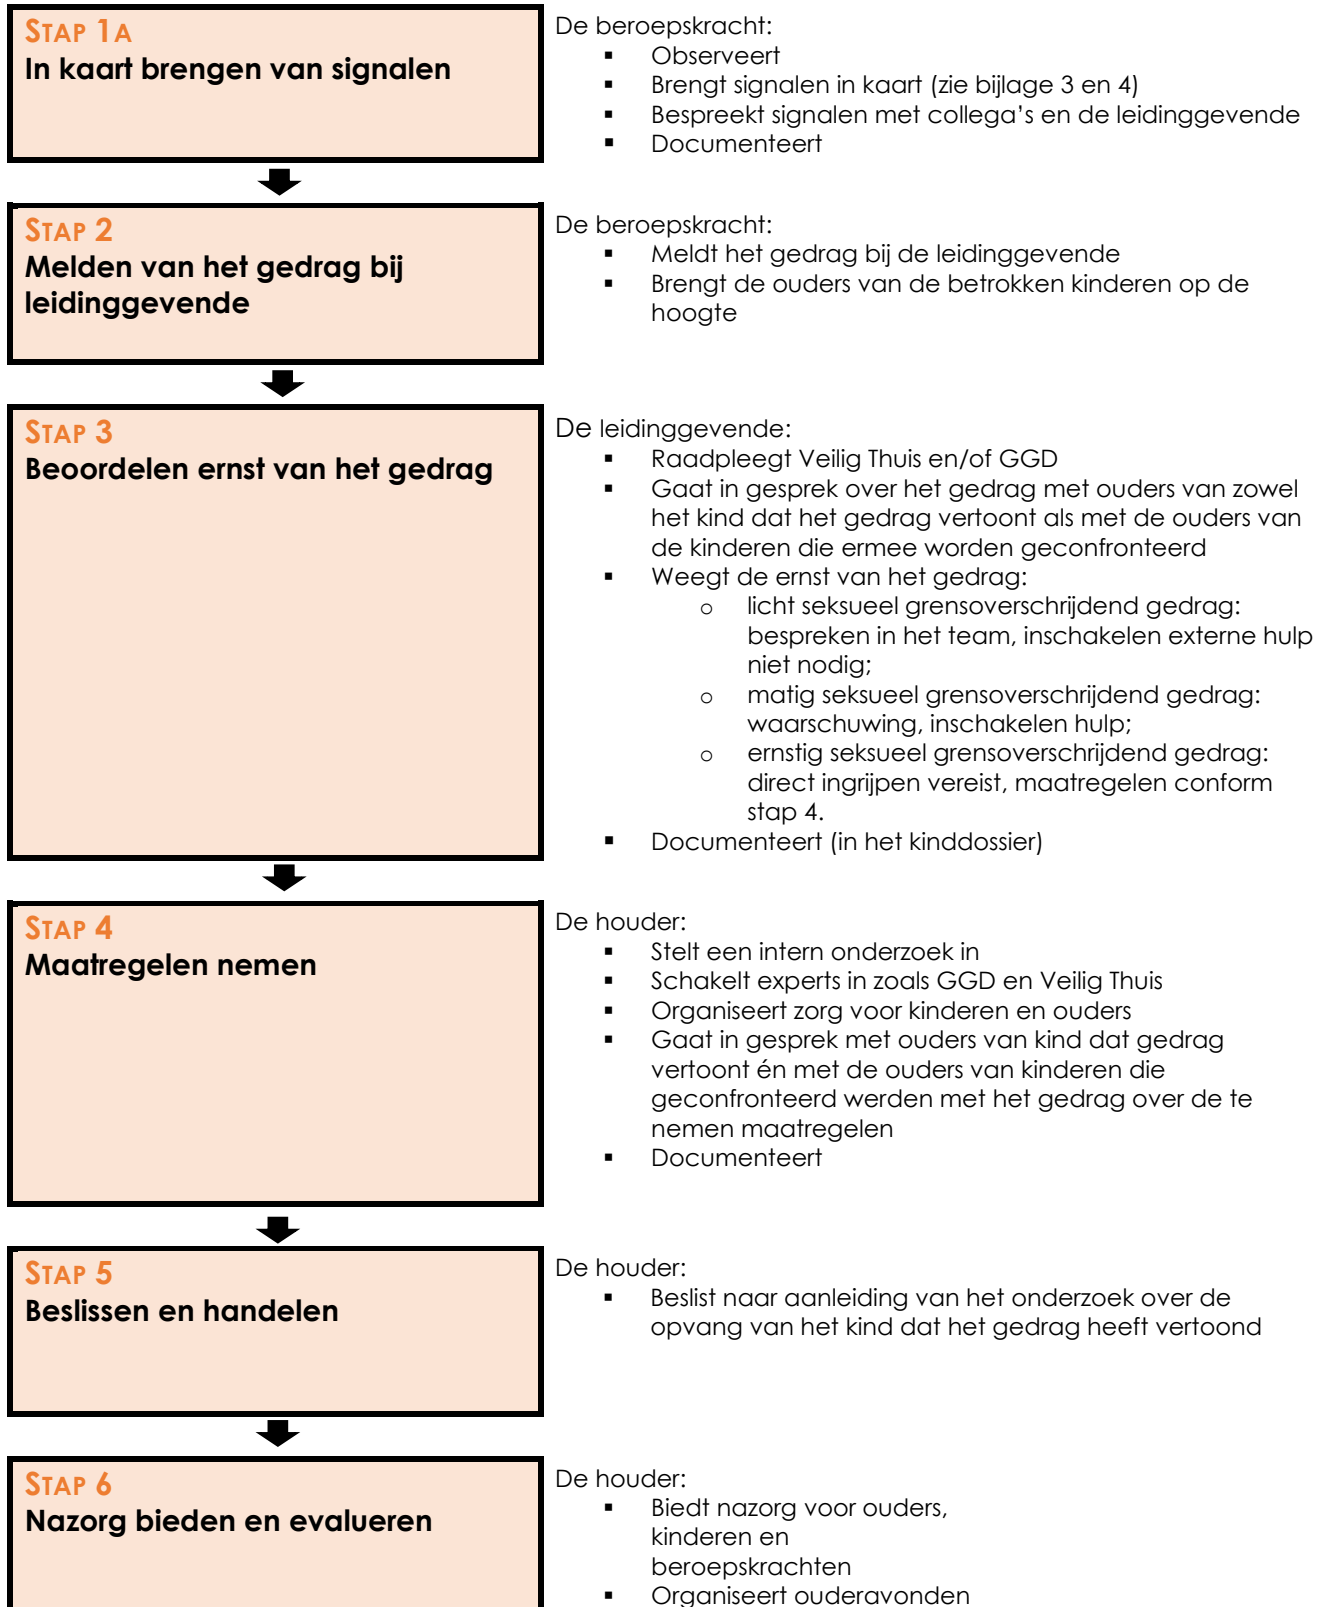 STAP 1A
In kaart brengen van signalen
De beroepskracht:
▪ Observeert
▪ Brengt signalen in kaart (zie bijlage 3 en 4)
▪ Bespreekt signalen met collega’s en de leidinggevende
▪ Documenteert
STAP 2
Melden van het gedrag bij
leidinggevende
De beroepskracht:
▪ Meldt het gedrag bij de leidinggevende
▪ Brengt de ouders van de betrokken kinderen op de
hoogte
STAP 3
Beoordelen ernst van het gedrag
De leidinggevende:
▪ Raadpleegt Veilig Thuis en/of GGD
▪ Gaat in gesprek over het gedrag met ouders van zowel
het kind dat het gedrag vertoont als met de ouders van
de kinderen die ermee worden geconfronteerd
▪ Weegt de ernst van het gedrag:
o licht seksueel grensoverschrijdend gedrag:
bespreken in het team, inschakelen externe hulp
niet nodig;
o matig seksueel grensoverschrijdend gedrag:
waarschuwing, inschakelen hulp;
o ernstig seksueel grensoverschrijdend gedrag:
direct ingrijpen vereist, maatregelen conform
stap 4.
▪ Documenteert (in het kinddossier)
STAP 4
Maatregelen nemen
De houder:
▪ Stelt een intern onderzoek in
▪ Schakelt experts in zoals GGD en Veilig Thuis
▪ Organiseert zorg voor kinderen en ouders
▪ Gaat in gesprek met ouders van kind dat gedrag
vertoont én met de ouders van kinderen die
geconfronteerd werden met het gedrag over de te
nemen maatregelen
▪ Documenteert
STAP 5
Beslissen en handelen
De houder:
▪ Beslist naar aanleiding van het onderzoek over de
opvang van het kind dat het gedrag heeft vertoond
STAP 6
Nazorg bieden en evalueren
De houder:
▪ Biedt nazorg voor ouders,
kinderen en
beroepskrachten
▪ Organiseert ouderavonden